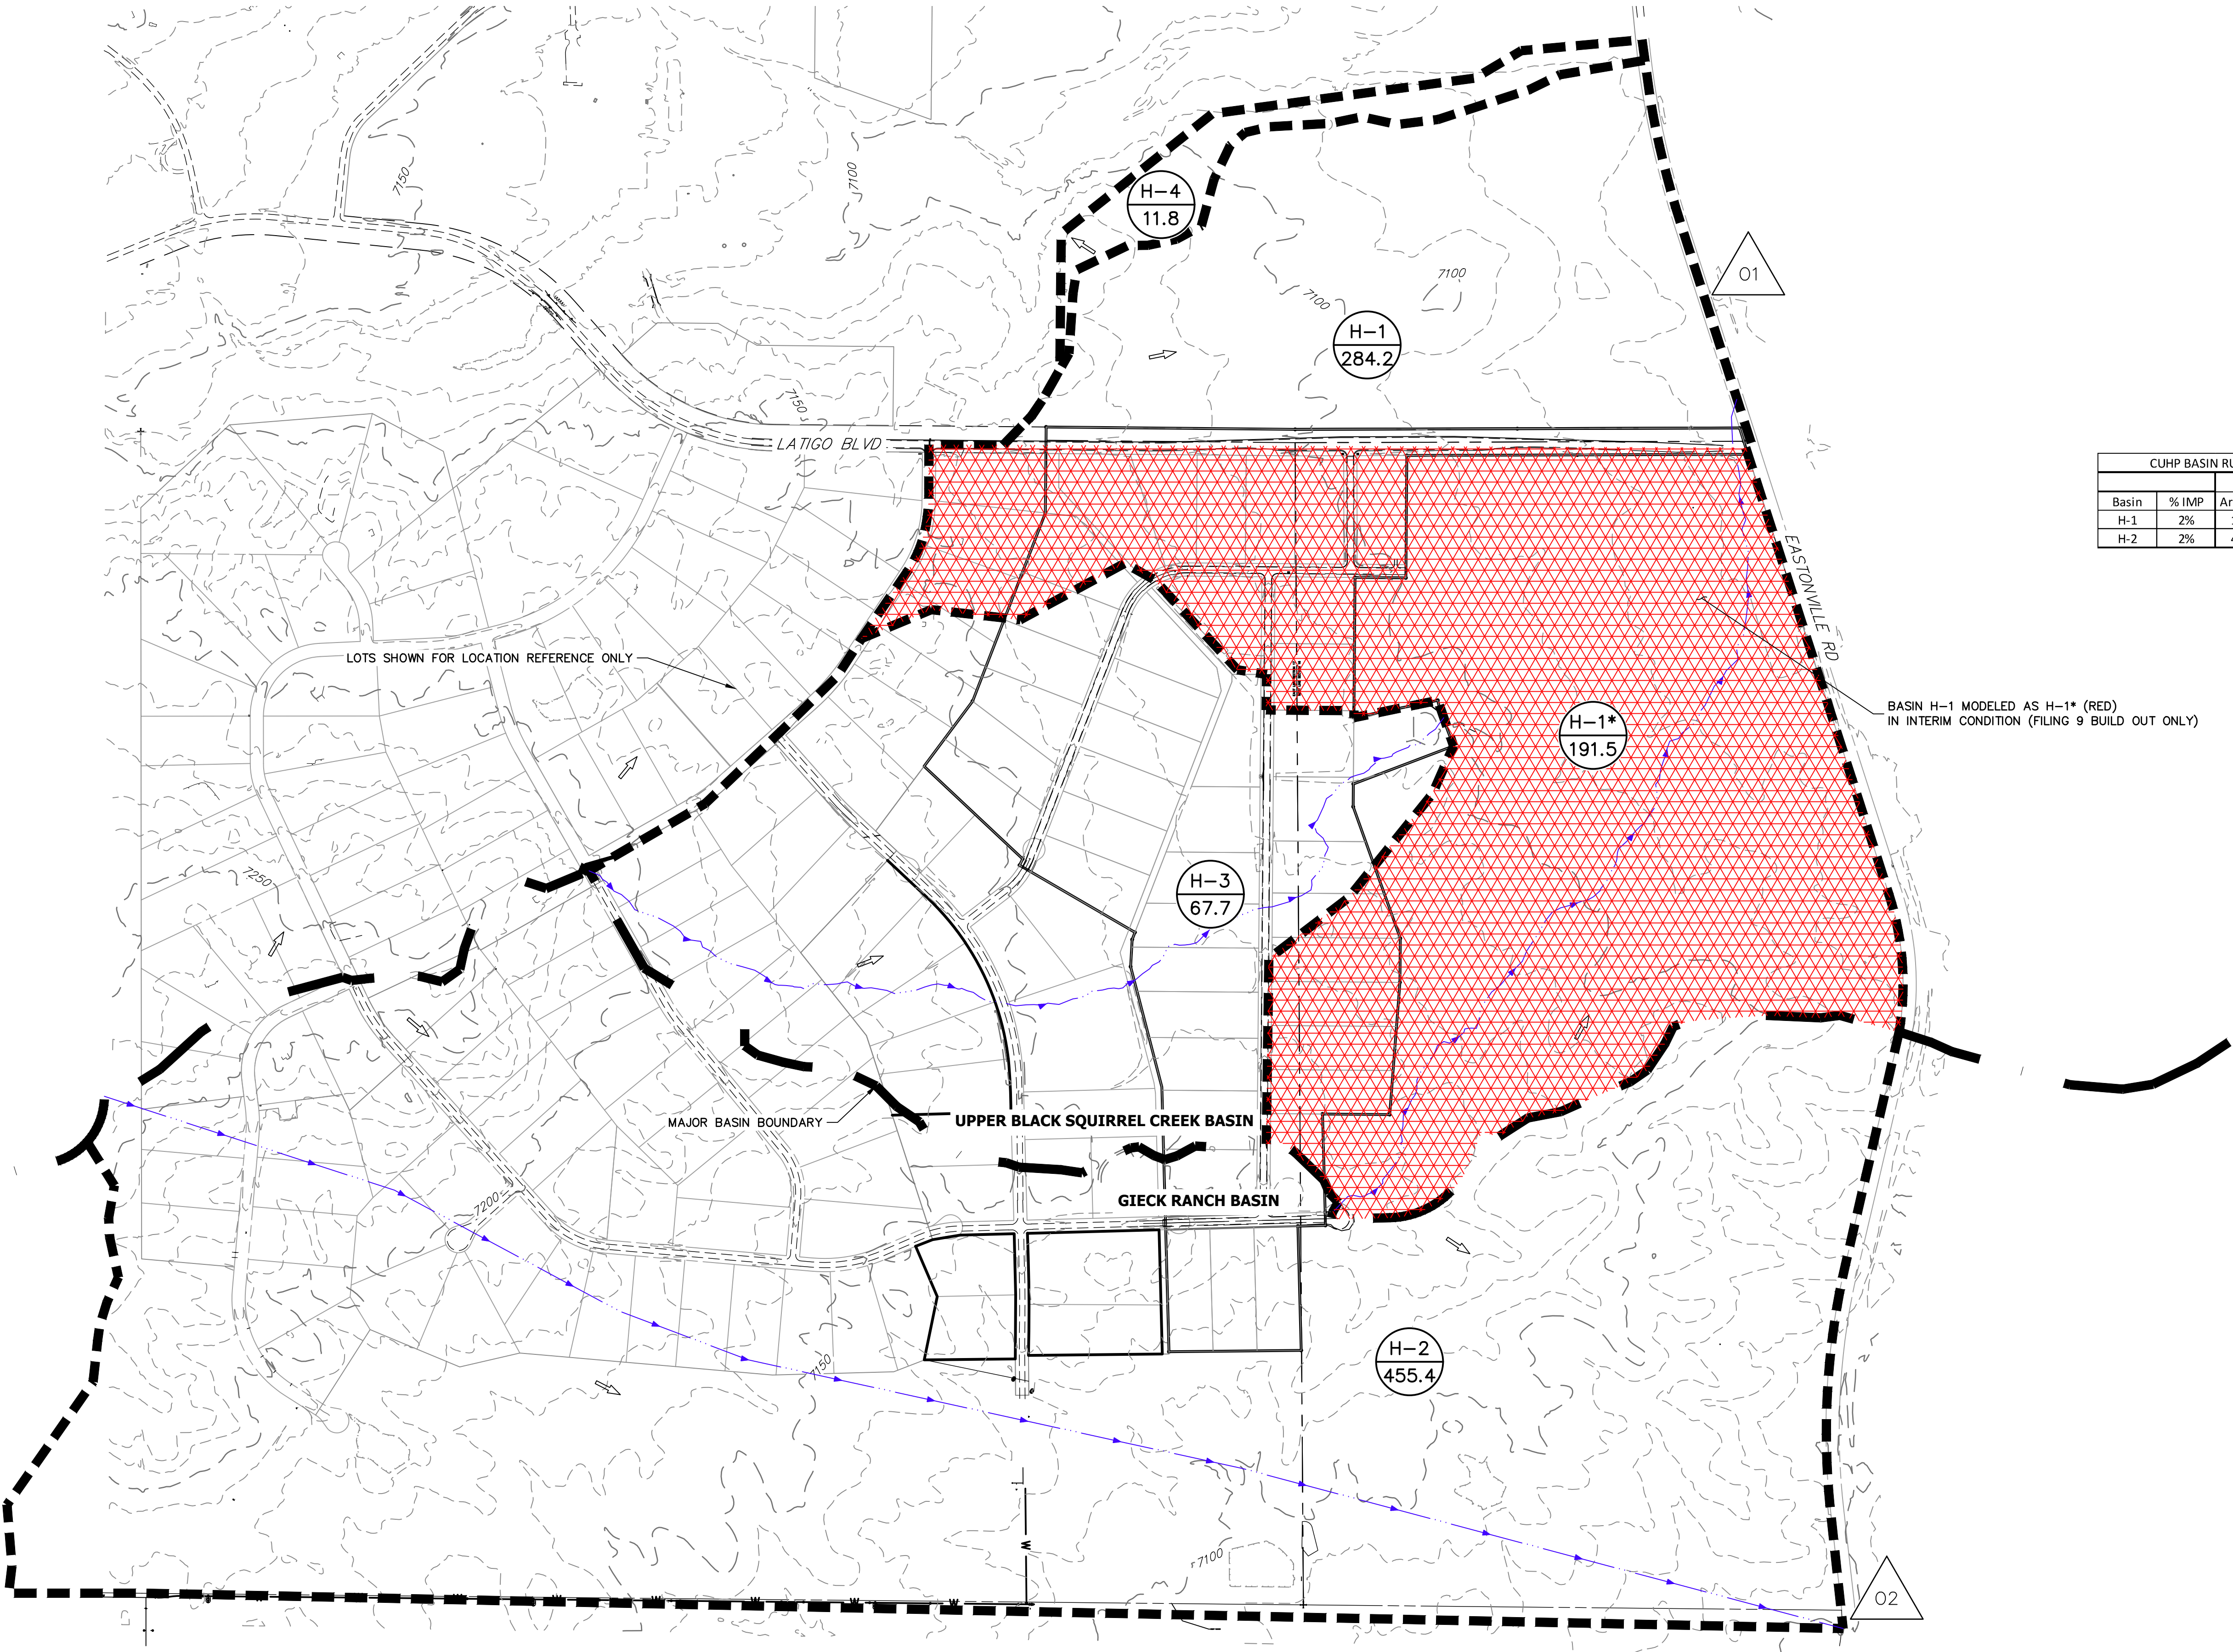 7150
7100
H-4
11.8
7100
7100
O1
H-1
284.2
7150
LATIGO BLVD
CUHP BASIN RU
Basin % IMP Ar
H-1 2%
H-2 2%
EASTONVILLE RD
LOTS SHOWN FOR LOCATION REFERENCE ONLY
BASIN H-1 MODELED AS H-1* (RED)
IN INTERIM CONDITION (FILING 9 BUILD OUT ONLY)
H-1*
191.5
7250
H-3
67.7
MAJOR BASIN BOUNDARY
UPPER BLACK SQUIRREL CREEK BASIN
7200
GIECK RANCH BASIN
7150
H-2
455.4
W
7100
W W W W W W
O2